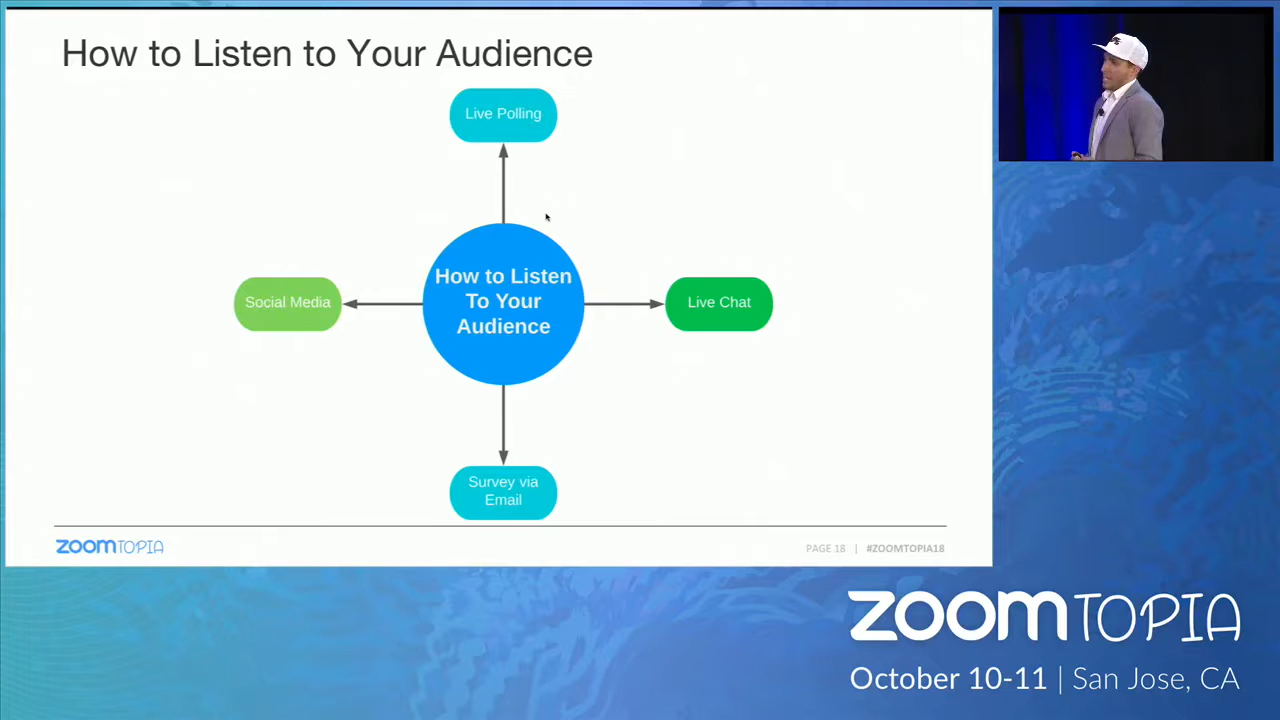 How to Listen to Your Audience
Live Polling
How to Listen
To Your
Audience
Social Media
Live Chat
Survey via
Email
zoomTOPIA
PAGE 18 | #ZOOMTOPIA18
zoomTOPIA
October 10-11 | San Jose, CA